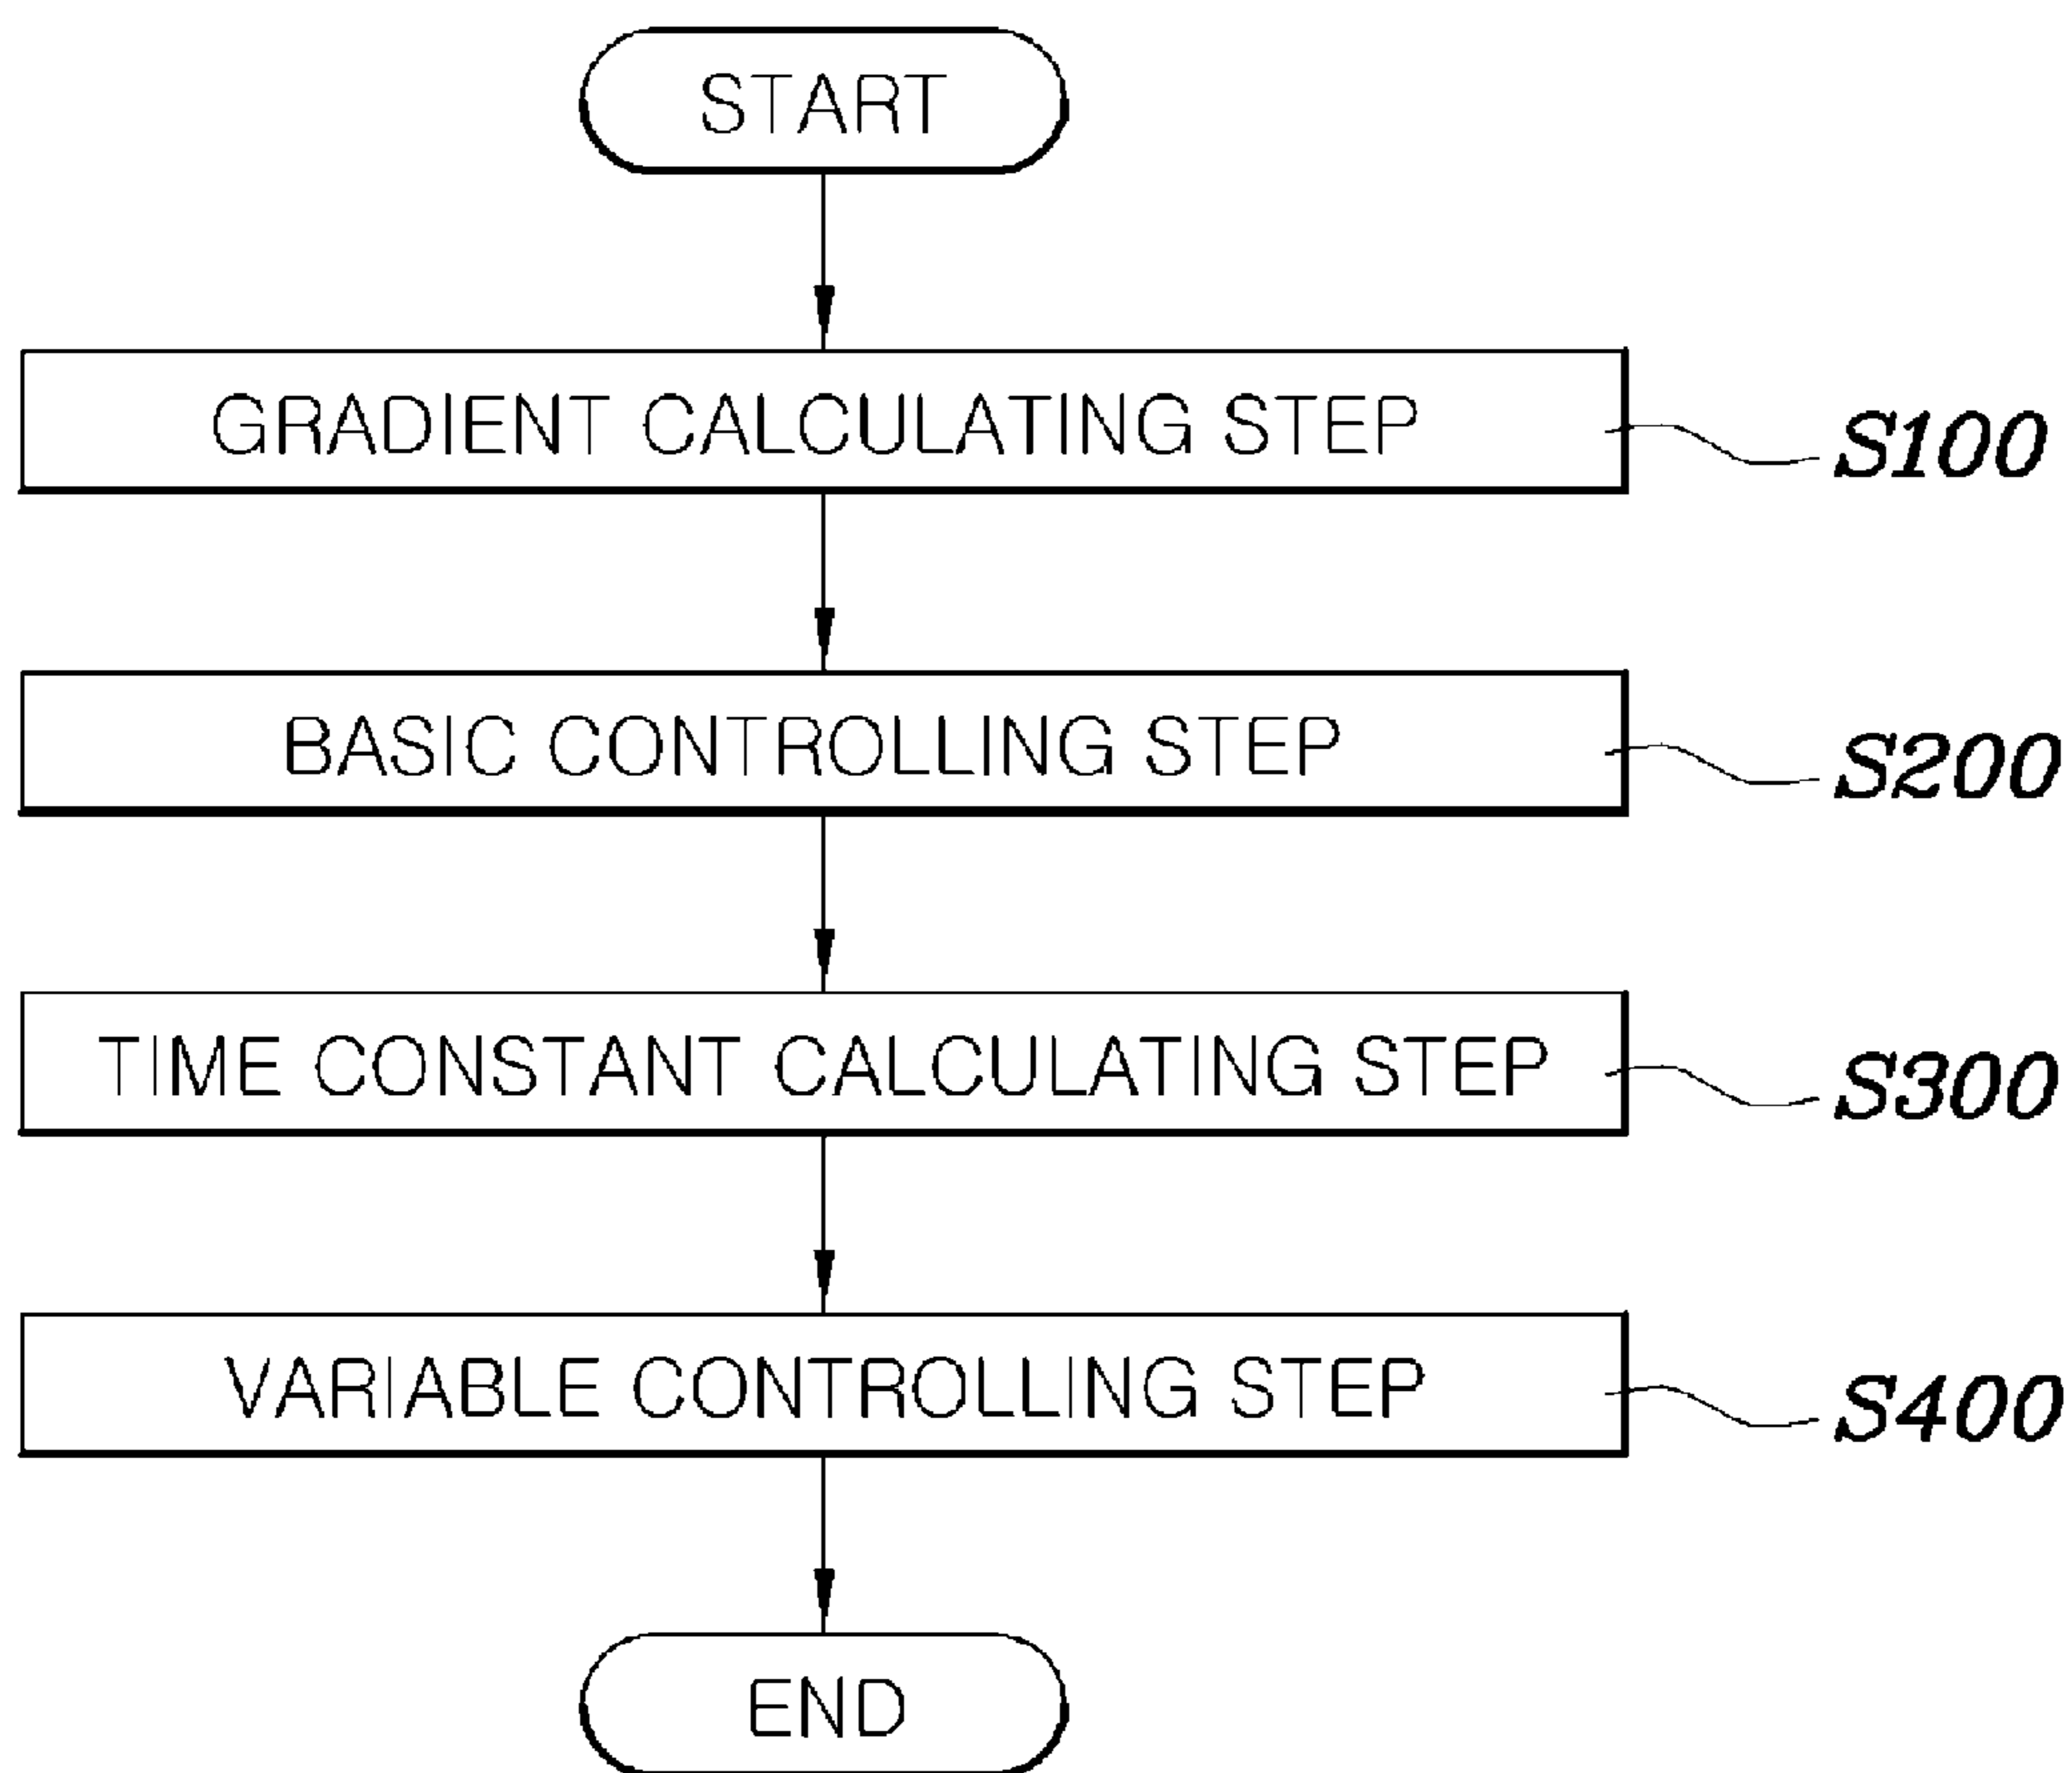 START
GRADIENT CALCULATING STEP
S100
BASIC CONTROLLING STEP
S200
TIME CONSTANT CALCULATING STEP
S300
VARIABLE CONTROLLING STEP
S400
END